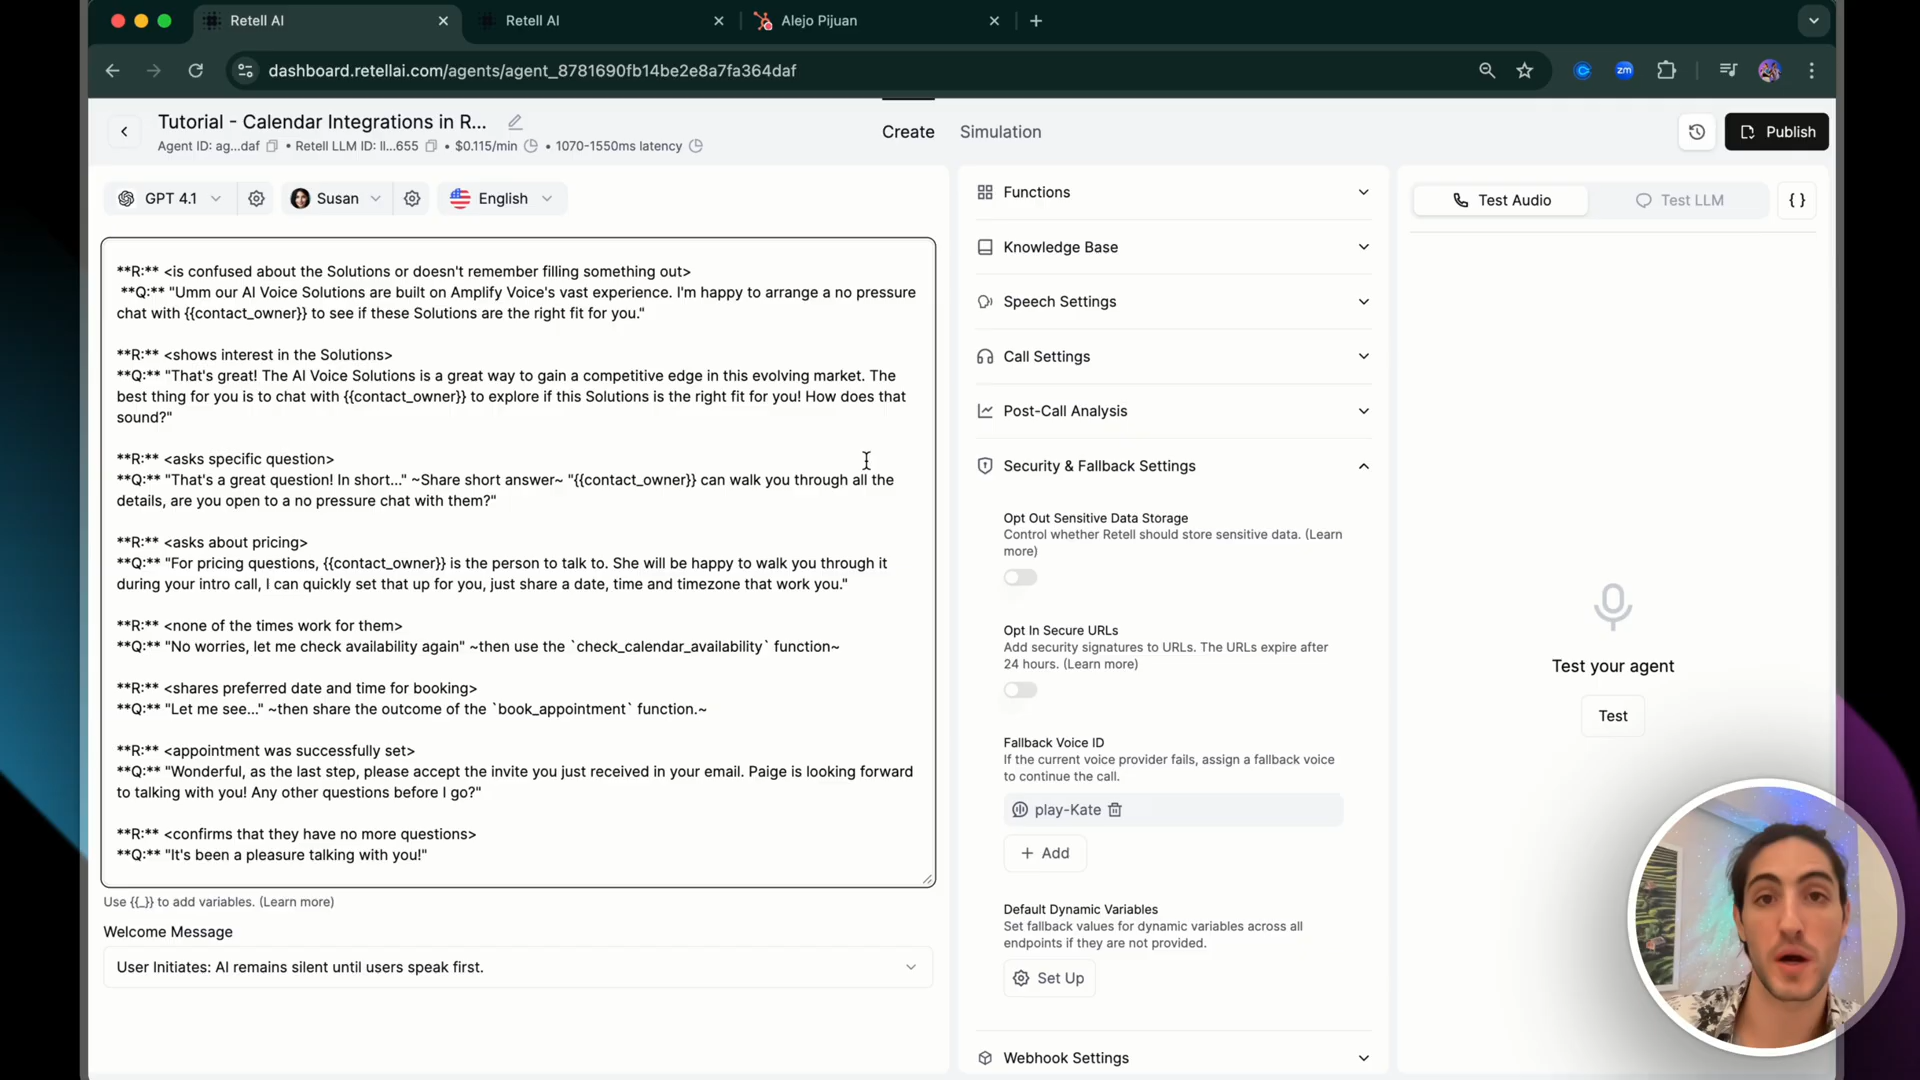 Retell AI
Retell AI
Alejo Pijuan
dashboard.retellai.com/agents/agent_8781690fb14be2e8a7fa364daf
zm
Tutorial - Calendar Integrations in R...
Agent ID: ag...daf • Retell LLM ID: ll...655 • $0.115/min • 1070-1550ms latency
Create
Simulation
Publish
GPT 4.1
Susan
English
**R:** <is confused about the Solutions or doesn't remember filling something out>
**Q:** "Umm our AI Voice Solutions are built on Amplify Voice's vast experience. I'm happy to arrange a no pressure
chat with {{contact_owner}} to see if these Solutions are the right fit for you."
**R:** <shows interest in the Solutions>
**Q:** "That's great! The AI Voice Solutions is a great way to gain a competitive edge in this evolving market. The
best thing for you is to chat with {{contact_owner}} to explore if this Solutions is the right fit for you! How does that
sound?"
**R:** <asks specific question>
**Q:** "That's a great question! In short..." ~Share short answer~ "{{contact_owner}} can walk you through all the
details, are you open to a no pressure chat with them?"
**R:** <asks about pricing>
**Q:** "For pricing questions, {{contact_owner}} is the person to talk to. She will be happy to walk you through it
during your intro call, I can quickly set that up for you, just share a date, time and timezone that work you."
**R:** <none of the times work for them>
**Q:** "No worries, let me check availability again" ~then use the `check_calendar_availability` function~
**R:** <shares preferred date and time for booking>
**Q:** "Let me see..." ~then share the outcome of the `book_appointment` function.~
**R:** <appointment was successfully set>
**Q:** "Wonderful, as the last step, please accept the invite you just received in your email. Paige is looking forward
to talking with you! Any other questions before I go?"
**R:** <confirms that they have no more questions>
**Q:** "It's been a pleasure talking with you!"
Use {{_}} to add variables. (Learn more)
Welcome Message
User Initiates: AI remains silent until users speak first.
Functions
Knowledge Base
Speech Settings
Call Settings
Post-Call Analysis
Security & Fallback Settings
Opt Out Sensitive Data Storage
Control whether Retell should store sensitive data. (Learn
more)
Opt In Secure URLs
Add security signatures to URLs. The URLs expire after
24 hours. (Learn more)
Fallback Voice ID
If the current voice provider fails, assign a fallback voice
to continue the call.
play-Kate
+ Add
Default Dynamic Variables
Set fallback values for dynamic variables across all
endpoints if they are not provided.
Set Up
Webhook Settings
Test Audio
Test LLM
{ }
Test your agent
Test